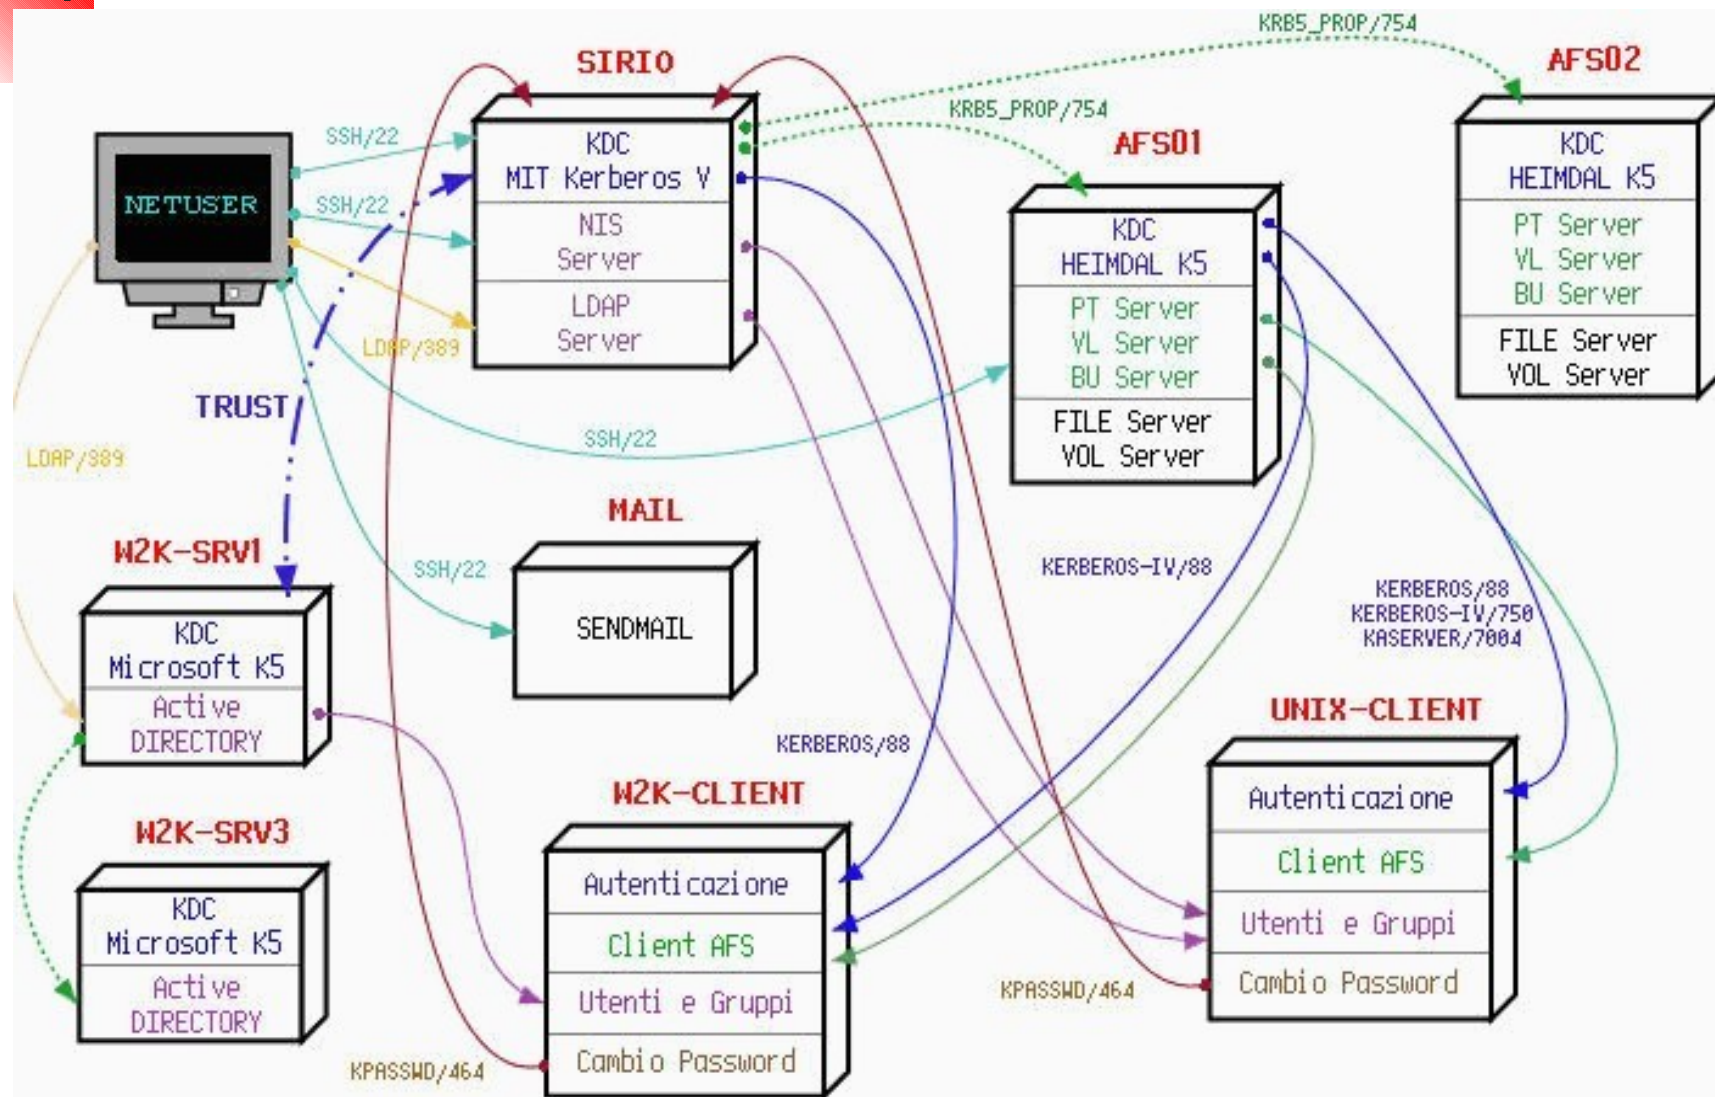 KRB5_PROP/754
SIRIO
AFS02
KRB5_PROP/754
SSH/22
KDC
MIT Kerberos V
NIS
Server
LDAP
Server
AFS01
KDC
HEIMDAL K5
PT Server
VL Server
BU Server
FILE Server
VOL Server
NETUSER
SSH/22
KDC
HEIMDAL K5
PT Server
VL Server
BU Server
FILE Server
VOL Server
LDAP/389
TRUST
SSH/22
LDAP/389
MAIL
W2K-SRV1
SSH/22
KERBEROS-IV/88
KERBEROS/88
KERBEROS-IV/750
KASERVER/7004
SENDMAIL
KDC
Microsoft K5
Active
DIRECTORY
UNIX-CLIENT
KERBEROS/88
W2K-CLIENT
Autenticazione
Client AFS
Utenti e Gruppi
Cambio Password
W2K-SRV3
KDC
Microsoft K5
Active
DIRECTORY
Autenticazione
Client AFS
Utenti e Gruppi
Cambio Password
KPASSWD/464
KPASSWD/464